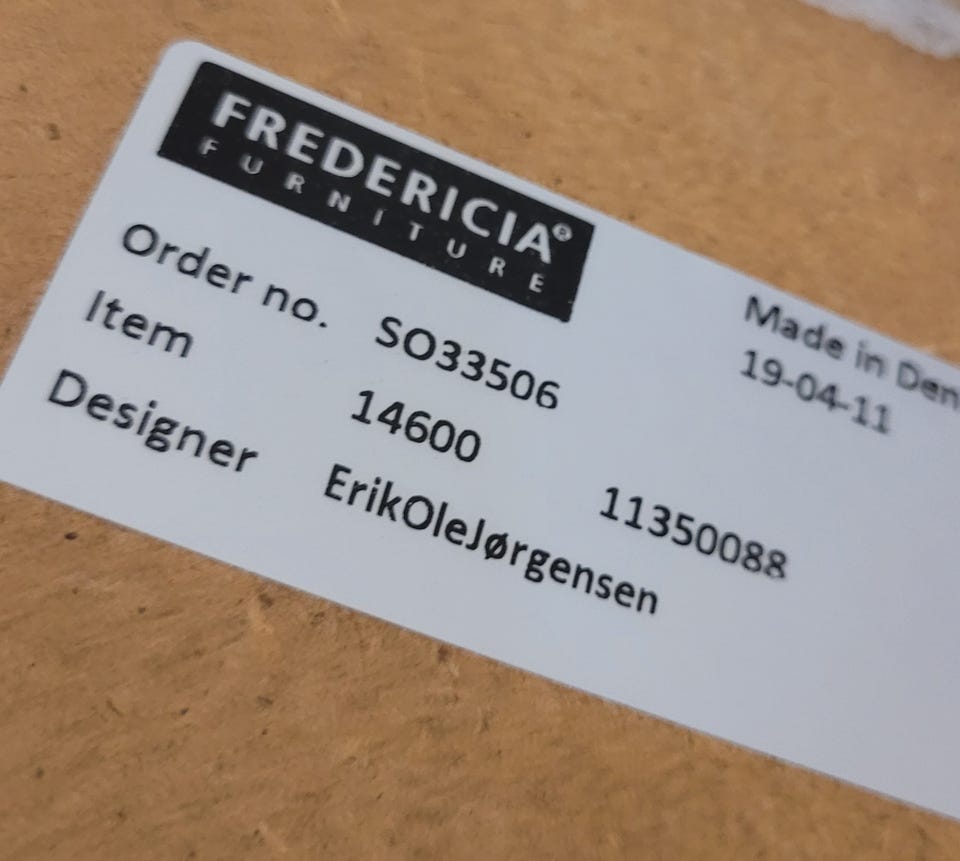 FREDERICIA®
FURNITURE
Made in Den
19-04-11
Order no. SO33506
Item 14600 11350088
Designer ErikOleJørgensen